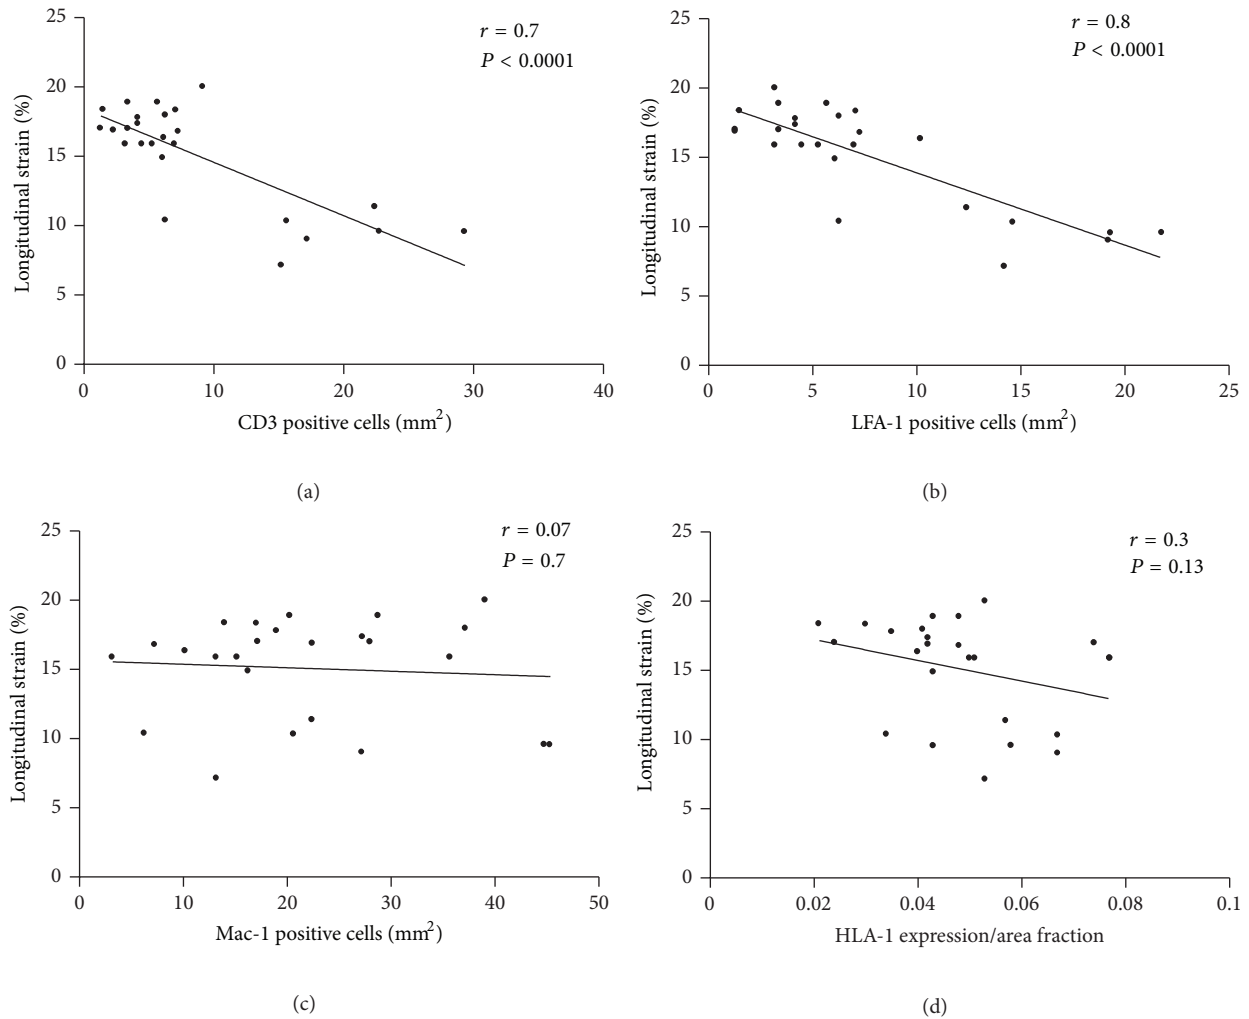 25
20
15
10
5
0
Longitudinal strain (%)
r = 0.7
P < 0.0001
0 10 20 30 40
CD3 positive cells (mm²)
(a)
25
20
15
10
5
0
Longitudinal strain (%)
r = 0.8
P < 0.0001
0 5 10 15 20 25
LFA-1 positive cells (mm²)
(b)
25
20
15
10
5
0
Longitudinal strain (%)
r = 0.07
P = 0.7
0 10 20 30 40 50
Mac-1 positive cells (mm²)
(c)
25
20
15
10
5
0
Longitudinal strain (%)
r = 0.3
P = 0.13
0 0.02 0.04 0.06 0.08 0.1
HLA-1 expression/area fraction
(d)